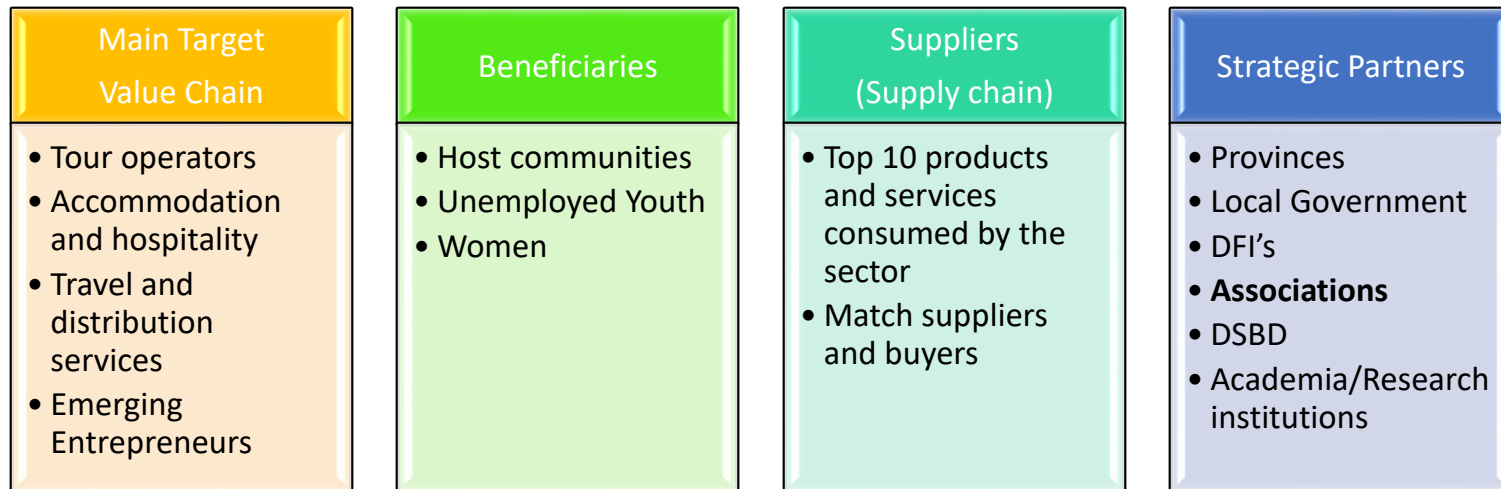 Main Target
Value Chain
• Tour operators
• Accommodation
and hospitality
• Travel and
distribution
services
• Emerging
Entrepreneurs
Beneficiaries
• Host communities
• Unemployed Youth
• Women
Suppliers
(Supply chain)
• Top 10 products
and services
consumed by the
sector
• Match suppliers
and buyers
Strategic Partners
• Provinces
• Local Government
• DFI’s
• Associations
• DSBD
• Academia/Research
institutions